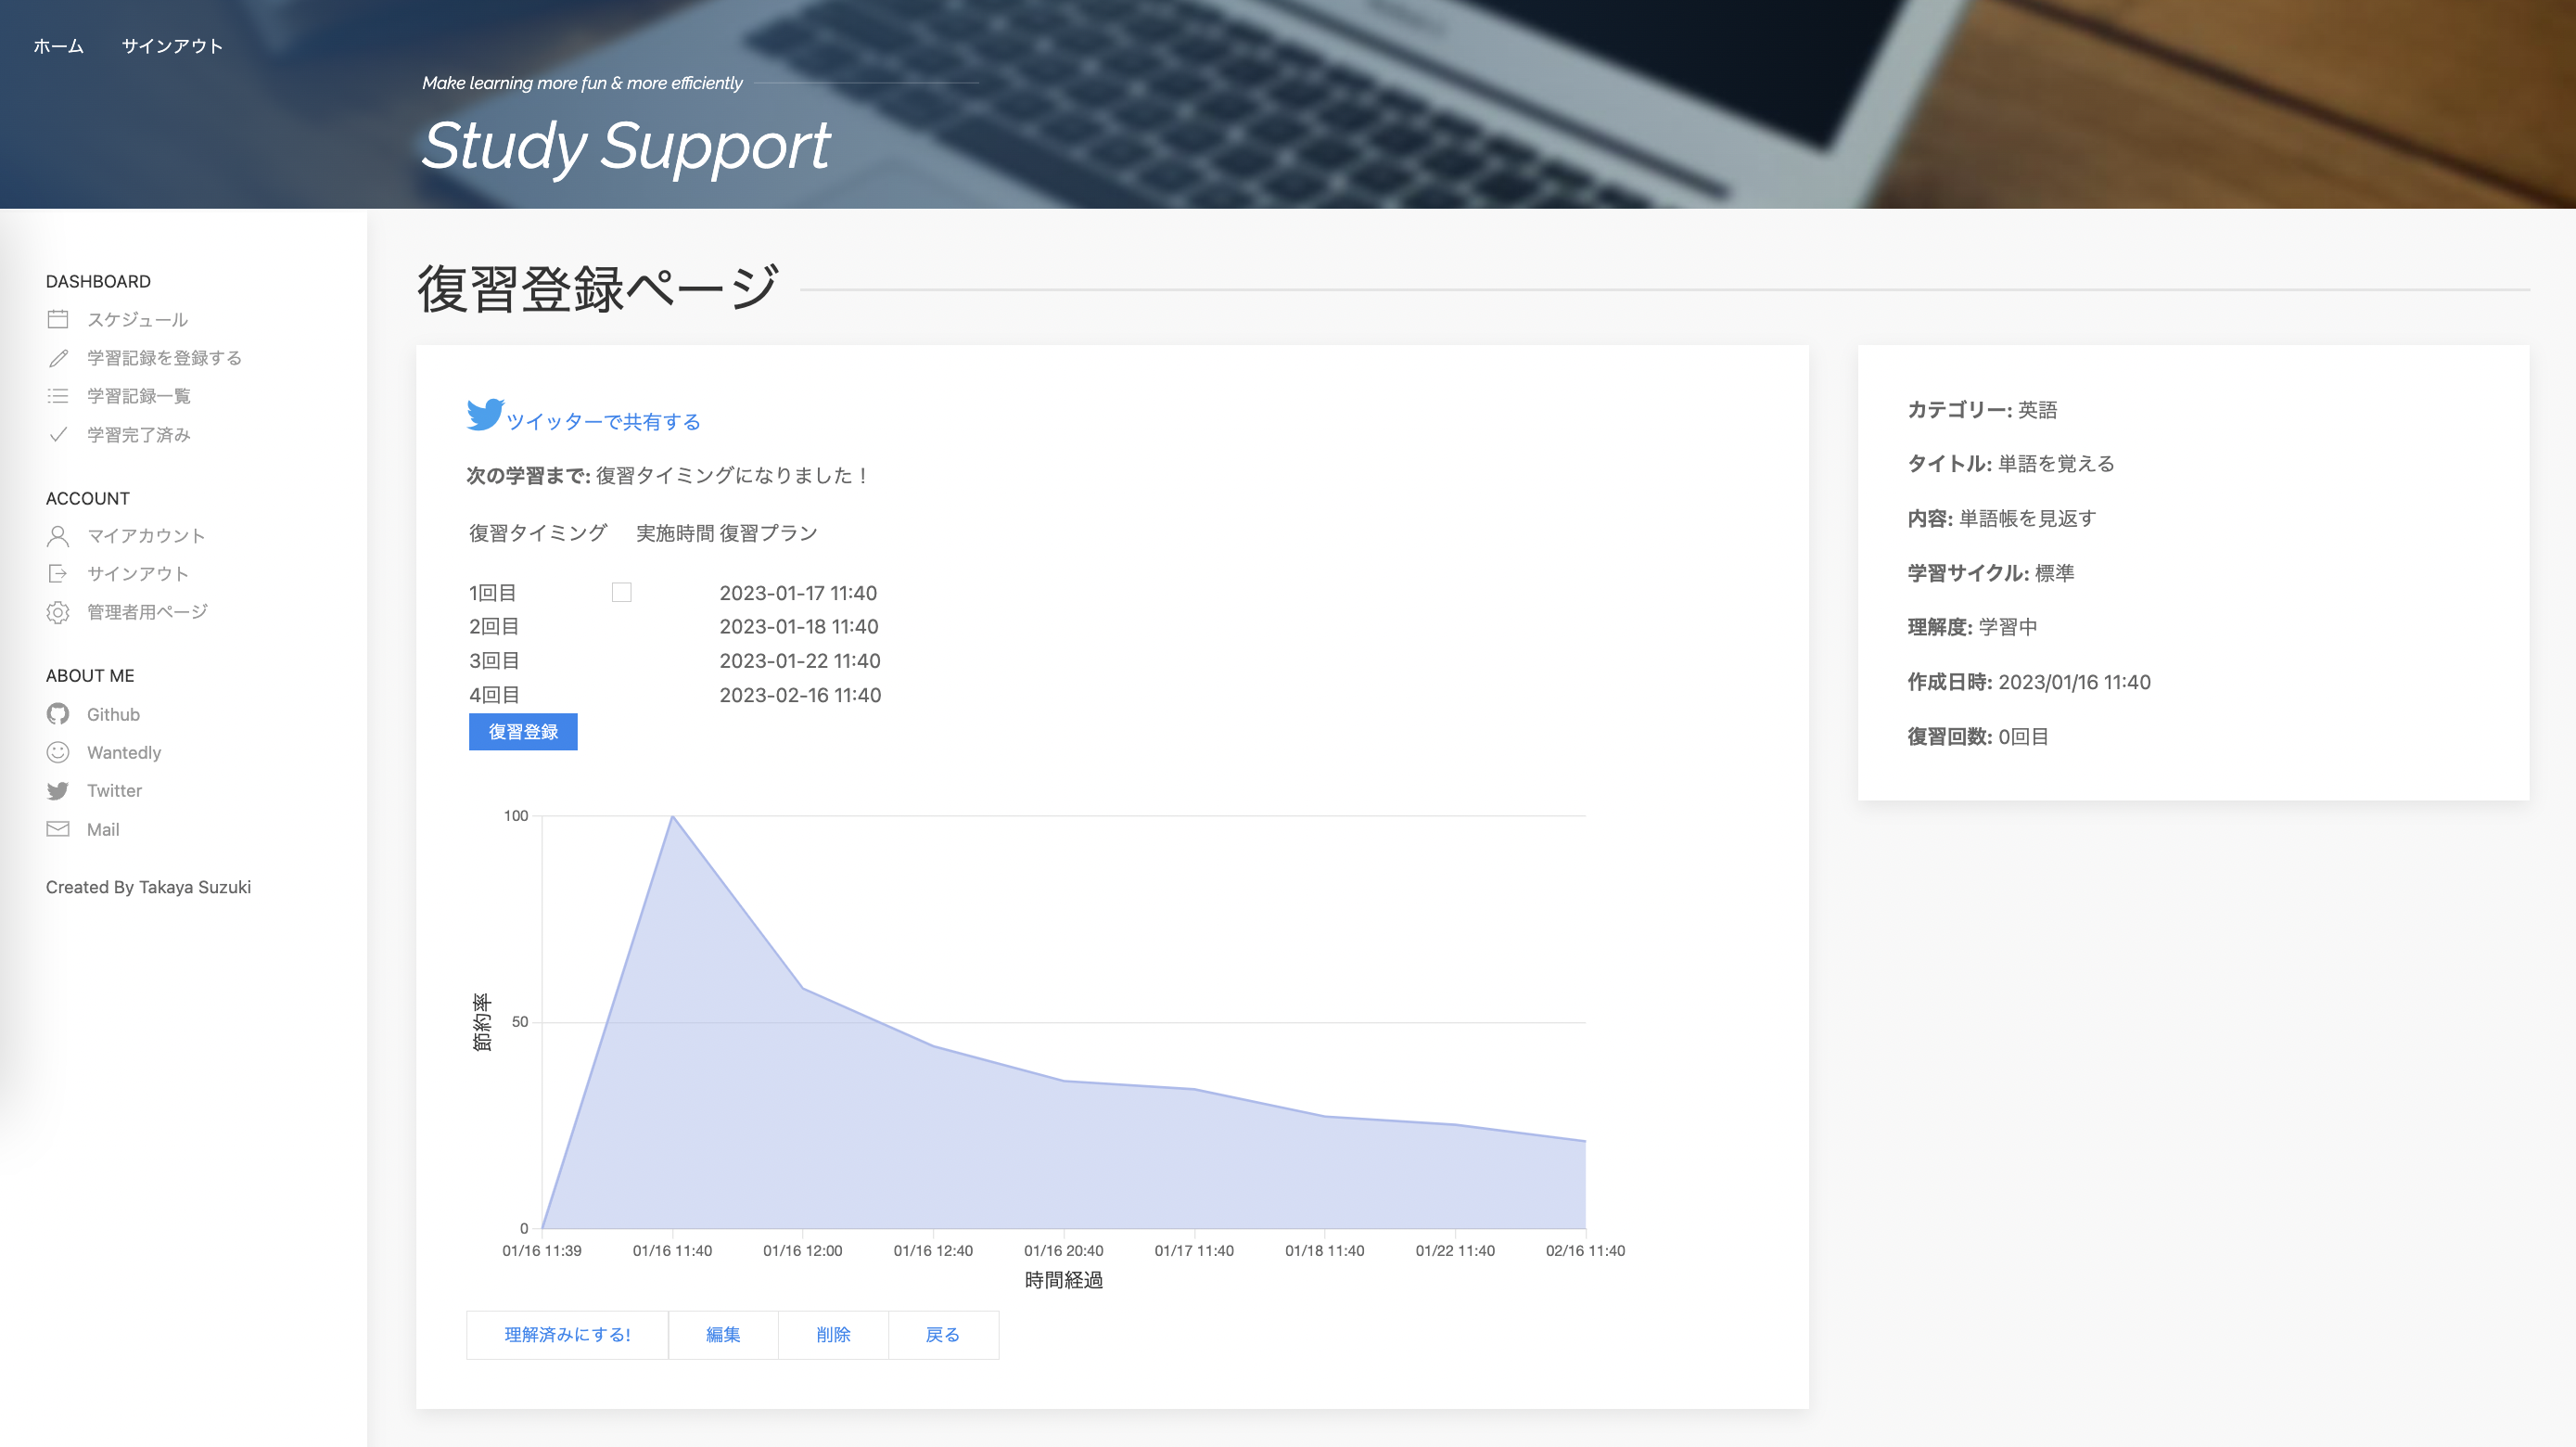 ホーム サインアウト
Make learning more fun & more efficiently
Study Support
DASHBOARD
スケジュール
学習記録を登録する
学習記録一覧
学習完了済み
ACCOUNT
マイアカウント
サインアウト
管理者用ページ
ABOUT ME
Github
Wantedly
Twitter
Mail
Created By Takaya Suzuki
復習登録ページ
ツイッターで共有する
次の学習まで: 復習タイミングになりました！
復習タイミング 実施時間 復習プラン
1回目 2023-01-17 11:40
2回目 2023-01-18 11:40
3回目 2023-01-22 11:40
4回目 2023-02-16 11:40
復習登録
100
50
0
節約率
01/16 11:39 01/16 11:40 01/16 12:00 01/16 12:40 01/16 20:40 01/17 11:40 01/18 11:40 01/22 11:40 02/16 11:40
時間経過
理解済みにする! 編集 削除 戻る
カテゴリー: 英語
タイトル: 単語を覚える
内容: 単語帳を見返す
学習サイクル: 標準
理解度: 学習中
作成日時: 2023/01/16 11:40
復習回数: 0回目